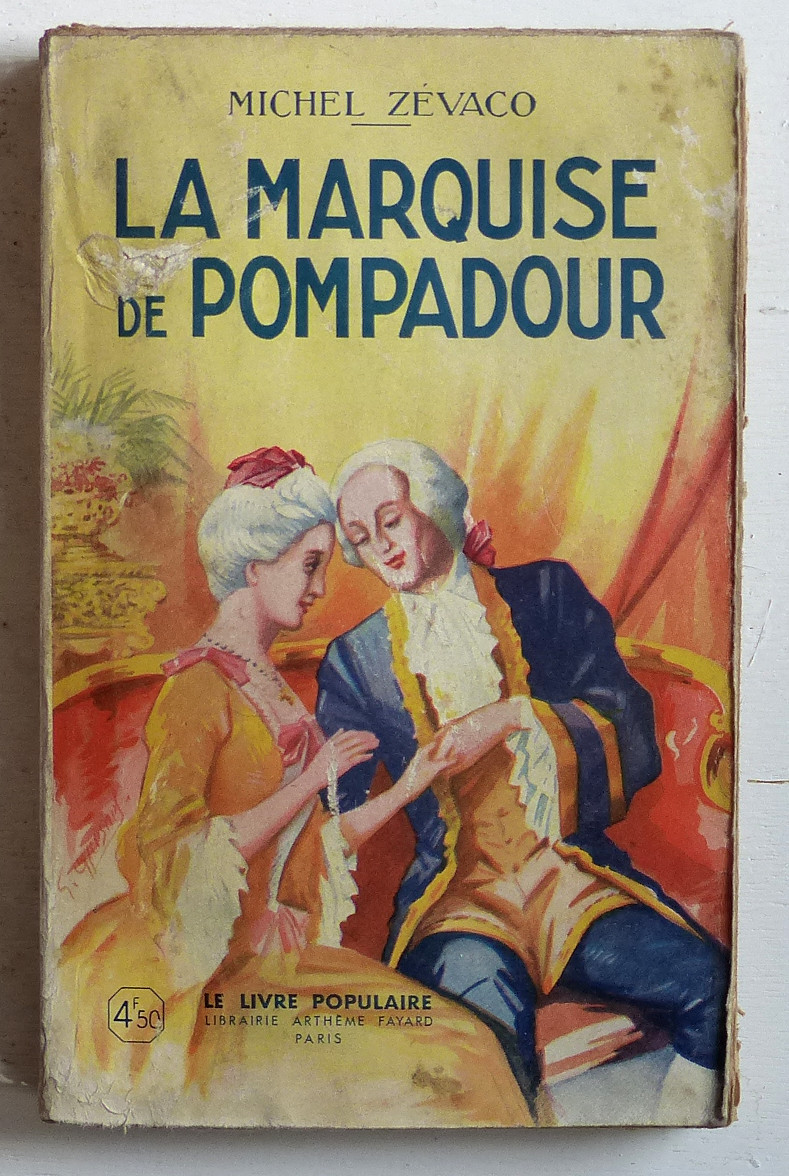 MICHEL ZÉVACO
LA MARQUISE
DE POMPADOUR
4F50
LE LIVRE POPULAIRE
LIBRAIRIE ARTHÈME FAYARD
PARIS